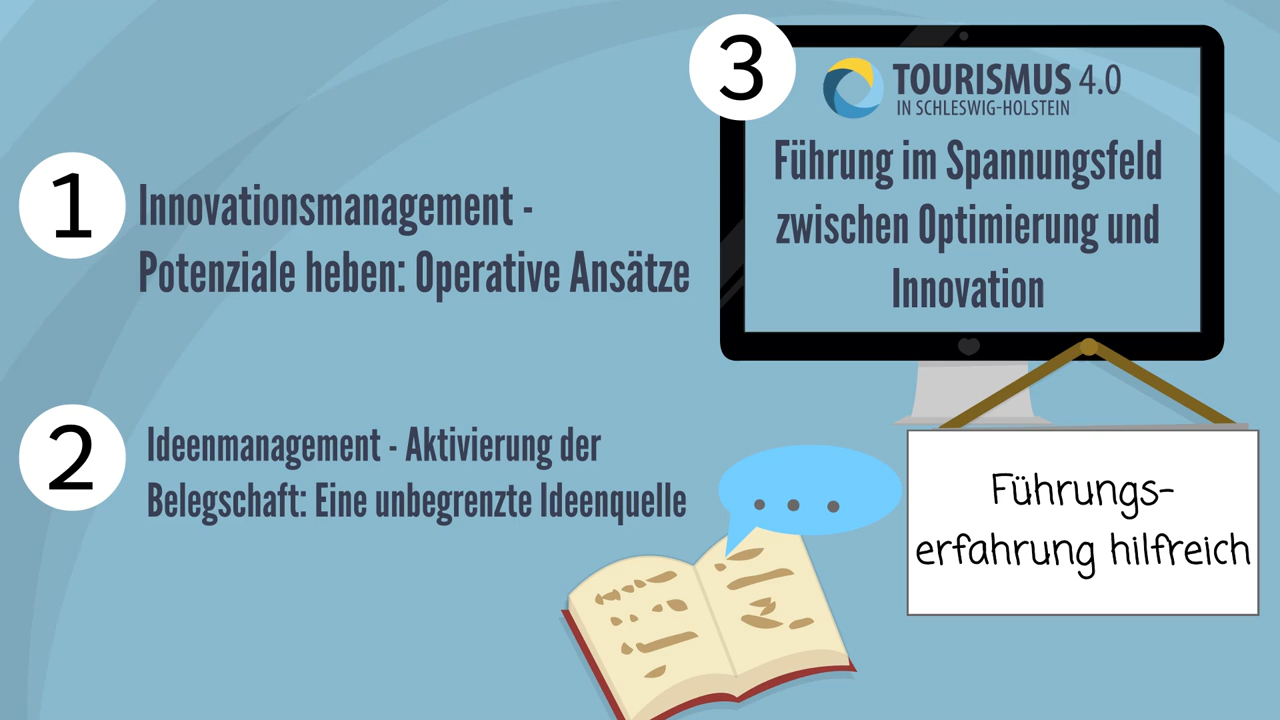 1
Innovationsmanagement -
Potenziale heben: Operative Ansätze
2
Ideenmanagement - Aktivierung der
Belegschaft: Eine unbegrenzte Ideenquelle
3
TOURISMUS 4.0
IN SCHLESWIG-HOLSTEIN
Führung im Spannungsfeld
zwischen Optimierung und
Innovation
Führungs-
erfahrung hilfreich